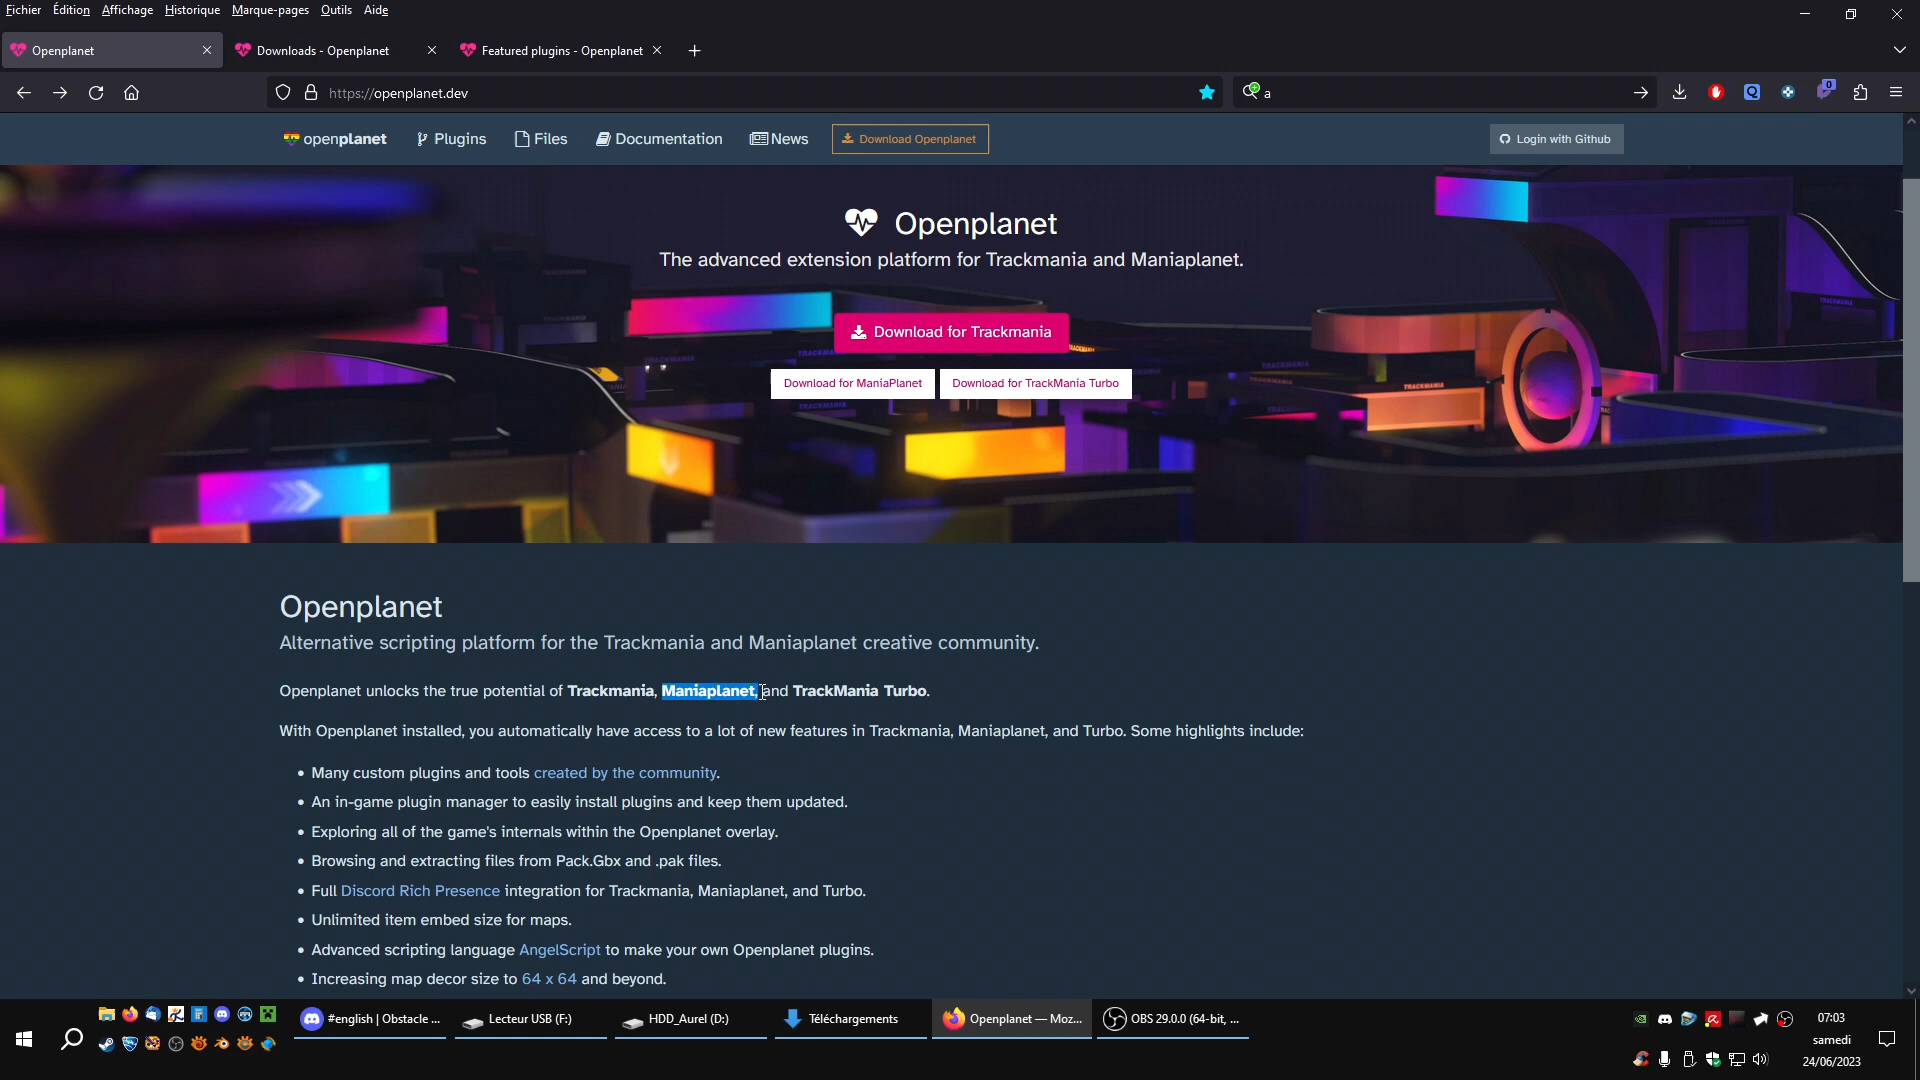 Fichier Édition Affichage Historique Marque-pages Outils Aide
Openplanet
Downloads - Openplanet
Featured plugins - Openplanet
https://openplanet.dev
a
0
openplanet Plugins Files Documentation News Download Openplanet Login with Github
Openplanet
The advanced extension platform for Trackmania and Maniaplanet.
Download for Trackmania
Download for ManiaPlanet Download for TrackMania Turbo
Openplanet
Alternative scripting platform for the Trackmania and Maniaplanet creative community.
Openplanet unlocks the true potential of Trackmania, Maniaplanet, and TrackMania Turbo.
With Openplanet installed, you automatically have access to a lot of new features in Trackmania, Maniaplanet, and Turbo. Some highlights include:
• Many custom plugins and tools created by the community.
• An in-game plugin manager to easily install plugins and keep them updated.
• Exploring all of the game's internals within the Openplanet overlay.
• Browsing and extracting files from Pack.Gbx and .pak files.
• Full Discord Rich Presence integration for Trackmania, Maniaplanet, and Turbo.
• Unlimited item embed size for maps.
• Advanced scripting language AngelScript to make your own Openplanet plugins.
• Increasing map decor size to 64 x 64 and beyond.
#english | Obstacle ...
Lecteur USB (F:)
HDD_Aurel (D:)
Téléchargements
Openplanet — Moz...
OBS 29.0.0 (64-bit, ...
07:03
samedi
24/06/2023